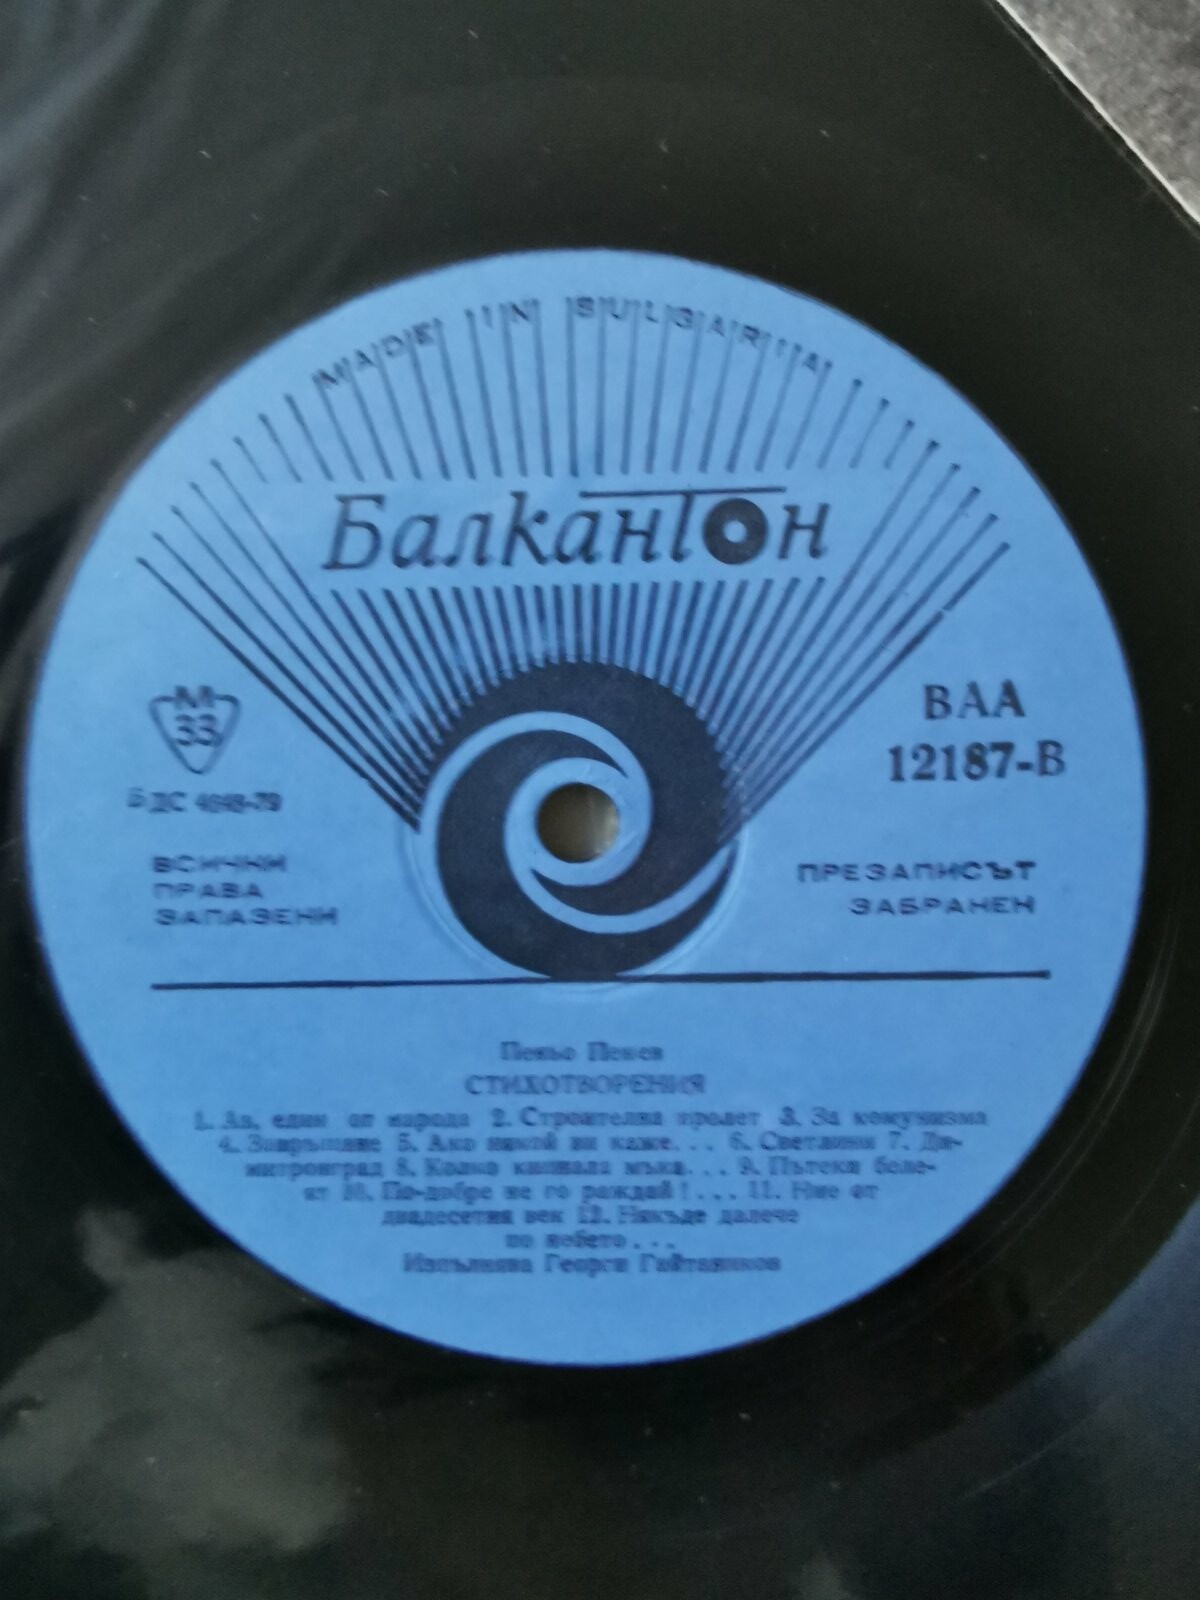 MADE IN BULGARIA
Балкантон
М
33
ВАА
12187-В
БДС 4048-79
ВСИЧКИ
ПРАВА
ЗАПАЗЕНИ
ПРЕЗАПИСЪТ
ЗАБРАНЕН
Пеньо Пенев
СТИХОТВОРЕНИЯ
1. Аз, един от народа 2. Строителна пролет 3. За комунизма
4. Завръщане 5. Ако някой ви каже... 6. Светлини 7. Ди-
митровград 8. Колко капнала мъка... 9. Пътеки беле-
ят 10. По-добре не го раждай!... 11. Ние от
двадесетия век 12. Някъде далече
по небето...
Изпълнява Георги Гайтаников